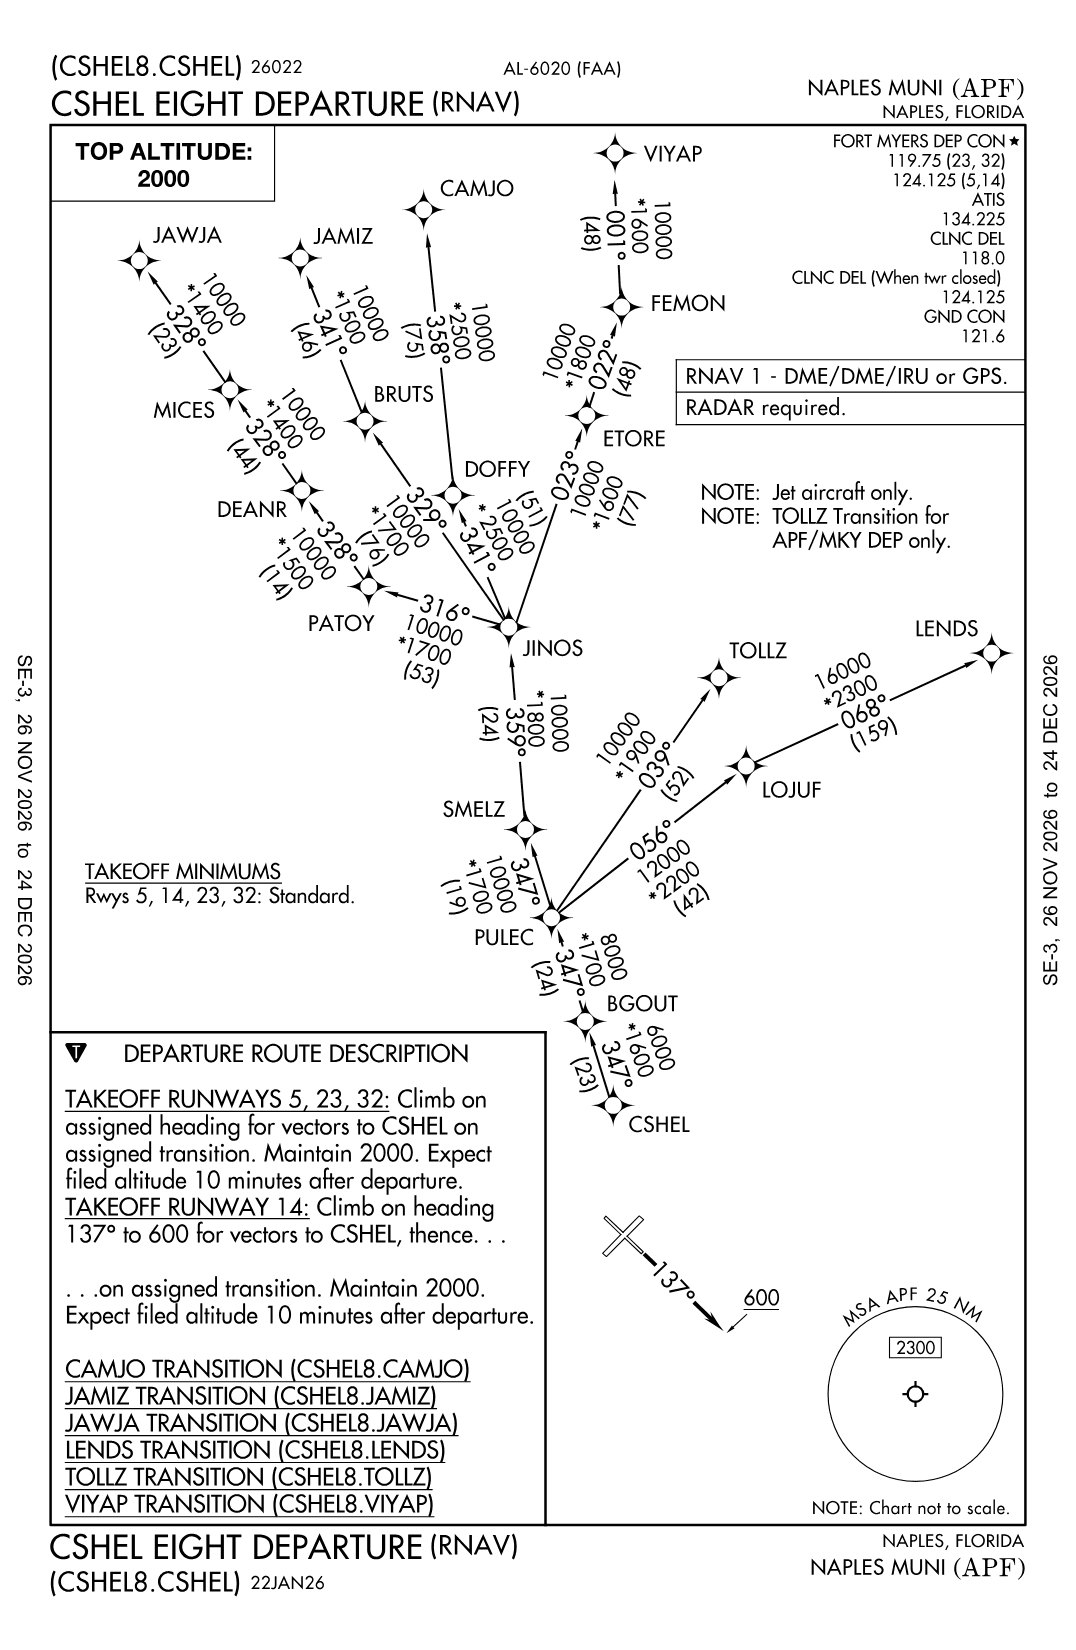 (CSHEL8.CSHEL) 26022
AL-6020 (FAA)
CSHEL EIGHT DEPARTURE (RNAV)
NAPLES MUNI (APF)
NAPLES, FLORIDA
TOP ALTITUDE:
2000
FORT MYERS DEP CON ★
119.75 (23, 32)
124.125 (5,14)
ATIS
134.225
CLNC DEL
118.0
CLNC DEL (When twr closed)
124.125
GND CON
121.6
RNAV 1 - DME/DME/IRU or GPS.
RADAR required.
NOTE: Jet aircraft only.
NOTE: TOLLZ Transition for
APF/MKY DEP only.
VIYAP
10000
*1600
001°
(48)
FEMON
10000
*1800
022°
(48)
ETORE
023°
10000
*1600
(77)
CAMJO
10000
*2500
358°
(75)
DOFFY
(51)
10000
*2500
341°
JAMIZ
10000
*1500
341°
(46)
BRUTS
329°
10000
*1700
(76)
JAWJA
10000
*1400
328°
(23)
MICES
10000
*1400
328°
(44)
DEANR
328°
10000
*1500
(14)
PATOY
316°
10000
*1700
(53)
JINOS
10000
*1800
359°
(24)
SMELZ
347°
10000
*1700
(19)
PULEC
TOLLZ
10000
*1900
039°
(52)
LENDS
16000
*2300
068°
(159)
LOJUF
056°
12000
*2200
(42)
8000
*1700
347°
(24)
BGOUT
6000
*1600
347°
(23)
CSHEL
137°
600
TAKEOFF MINIMUMS
Rwys 5, 14, 23, 32: Standard.
T DEPARTURE ROUTE DESCRIPTION
TAKEOFF RUNWAYS 5, 23, 32: Climb on
assigned heading for vectors to CSHEL on
assigned transition. Maintain 2000. Expect
filed altitude 10 minutes after departure.
TAKEOFF RUNWAY 14: Climb on heading
137° to 600 for vectors to CSHEL, thence. . .
. . .on assigned transition. Maintain 2000.
Expect filed altitude 10 minutes after departure.
CAMJO TRANSITION (CSHEL8.CAMJO)
JAMIZ TRANSITION (CSHEL8.JAMIZ)
JAWJA TRANSITION (CSHEL8.JAWJA)
LENDS TRANSITION (CSHEL8.LENDS)
TOLLZ TRANSITION (CSHEL8.TOLLZ)
VIYAP TRANSITION (CSHEL8.VIYAP)
MSA APF 25 NM
2300
NOTE: Chart not to scale.
SE-3, 26 NOV 2026 to 24 DEC 2026
SE-3, 26 NOV 2026 to 24 DEC 2026
CSHEL EIGHT DEPARTURE (RNAV)
(CSHEL8.CSHEL) 22JAN26
NAPLES, FLORIDA
NAPLES MUNI (APF)